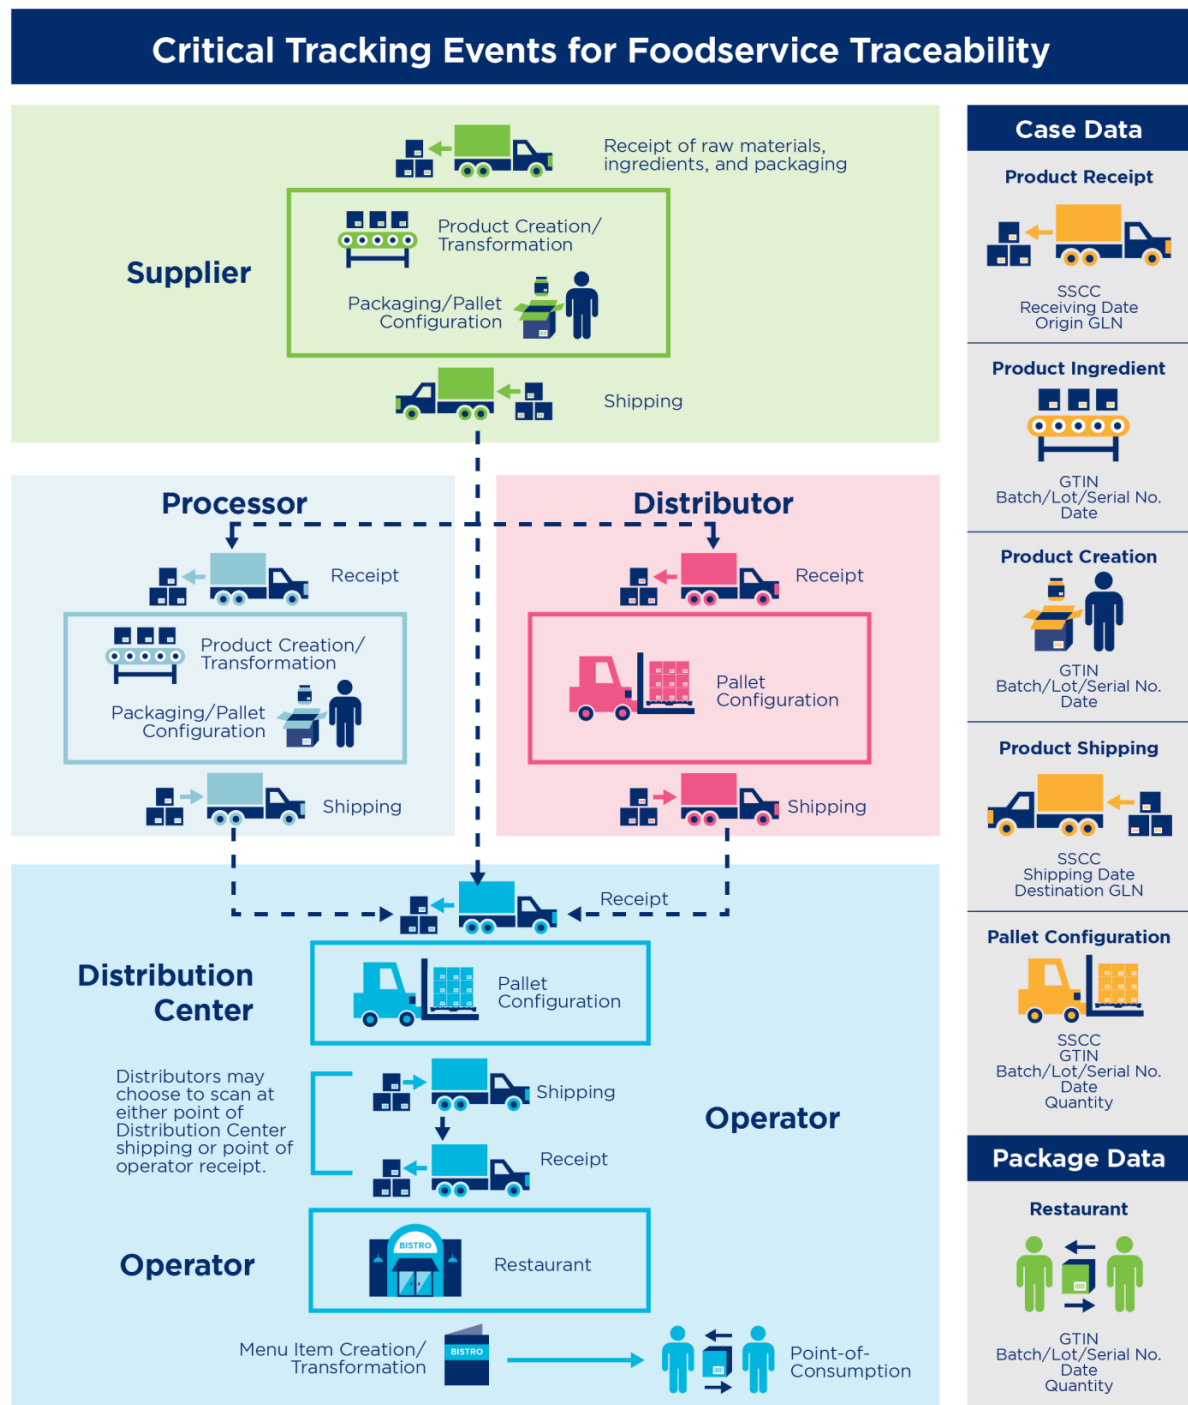 Critical Tracking Events for Foodservice Traceability
Receipt of raw materials,
ingredients, and packaging
Supplier
Product Creation/
Transformation
Packaging/Pallet
Configuration
Shipping
Processor
Receipt
Product Creation/
Transformation
Packaging/Pallet
Configuration
Shipping
Distributor
Receipt
Pallet
Configuration
Shipping
Receipt
Distribution
Center
Pallet
Configuration
Distributors may
choose to scan at
either point of
Distribution Center
shipping or point of
operator receipt.
Shipping
Receipt
Operator
Operator
BISTRO
Restaurant
Menu Item Creation/
Transformation
BISTRO
Point-of-
Consumption
Case Data
Product Receipt
SSCC
Receiving Date
Origin GLN
Product Ingredient
GTIN
Batch/Lot/Serial No.
Date
Product Creation
GTIN
Batch/Lot/Serial No.
Date
Product Shipping
SSCC
Shipping Date
Destination GLN
Pallet Configuration
SSCC
GTIN
Batch/Lot/Serial No.
Date
Quantity
Package Data
Restaurant
GTIN
Batch/Lot/Serial No.
Date
Quantity